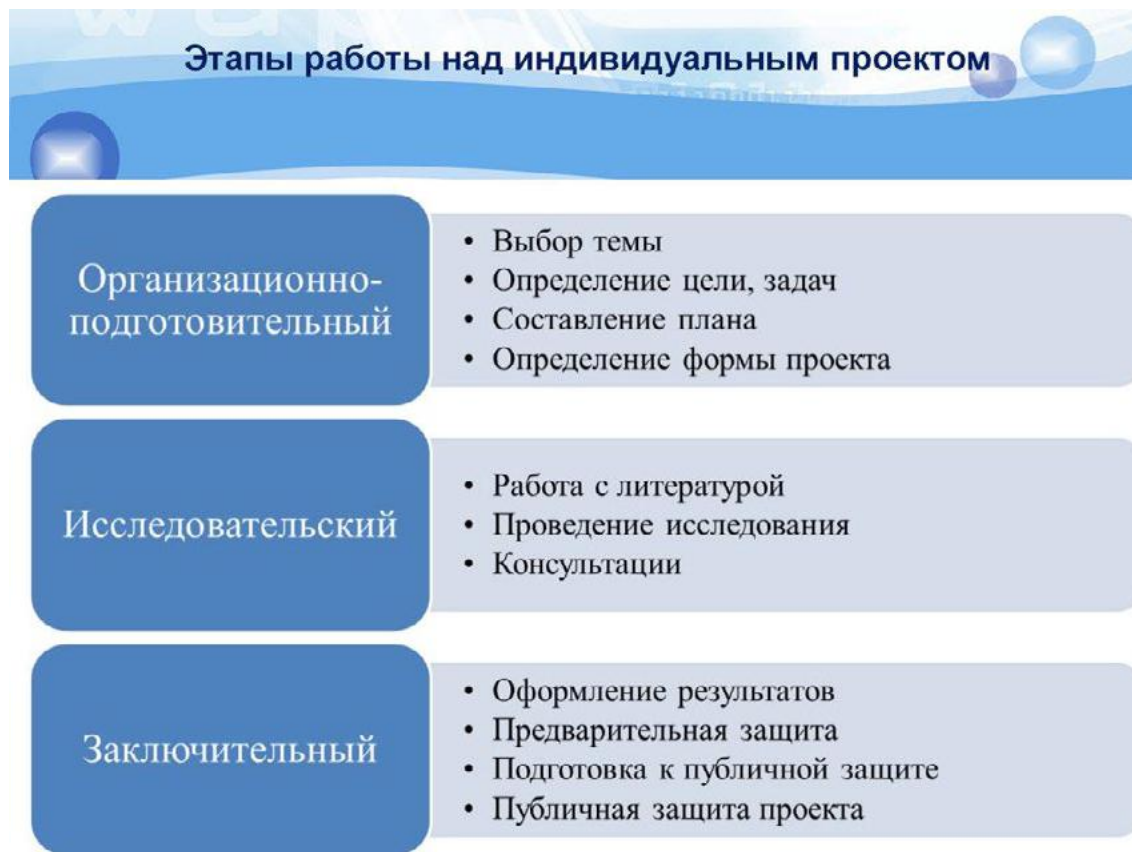 Этапы работы над индивидуальным проектом
Организационно-
подготовительный
• Выбор темы
• Определение цели, задач
• Составление плана
• Определение формы проекта
Исследовательский
• Работа с литературой
• Проведение исследования
• Консультации
Заключительный
• Оформление результатов
• Предварительная защита
• Подготовка к публичной защите
• Публичная защита проекта